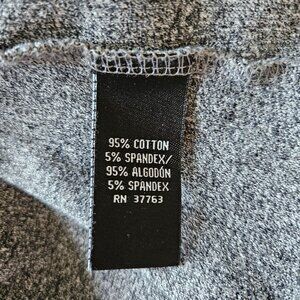 95% COTTON
5% SPANDEX/
95% ALGODÓN
5% SPANDEX
RN 37763